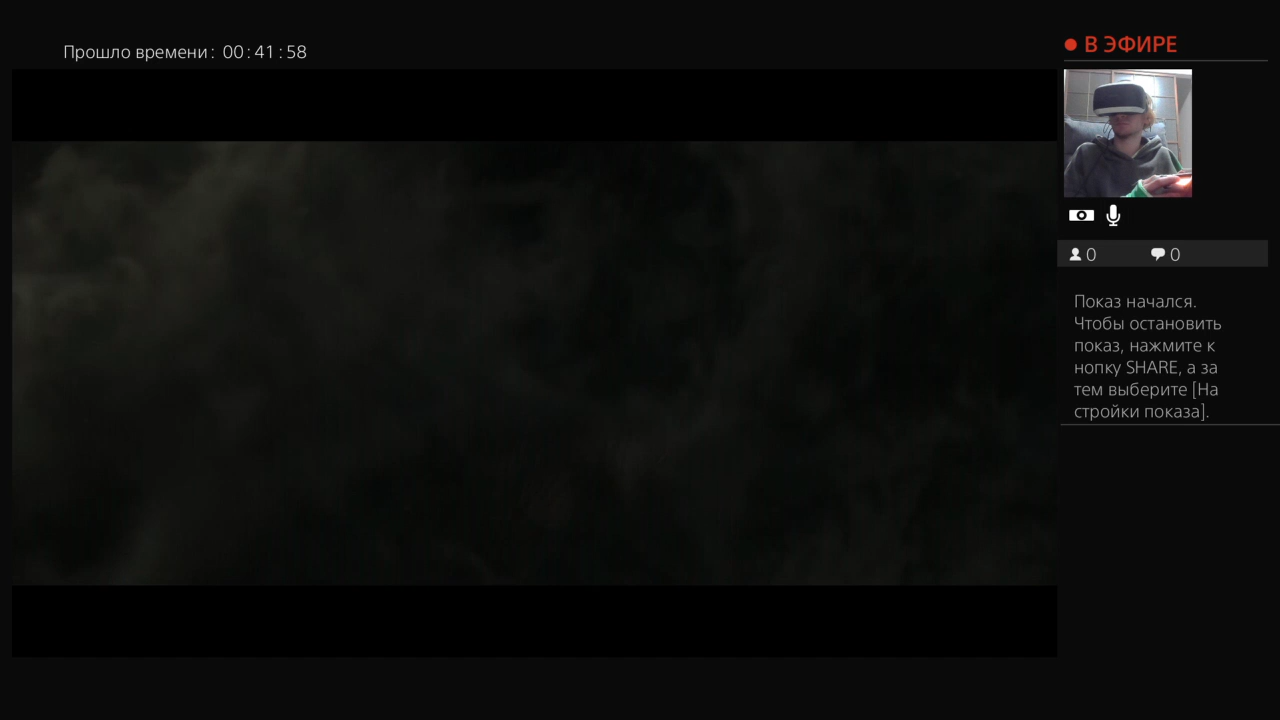 Прошло времени: 00:41:58
В ЭФИРЕ
0
0
Показ начался.
Чтобы остановить
показ, нажмите к
нопку SHARE, а за
тем выберите [На
стройки показа].